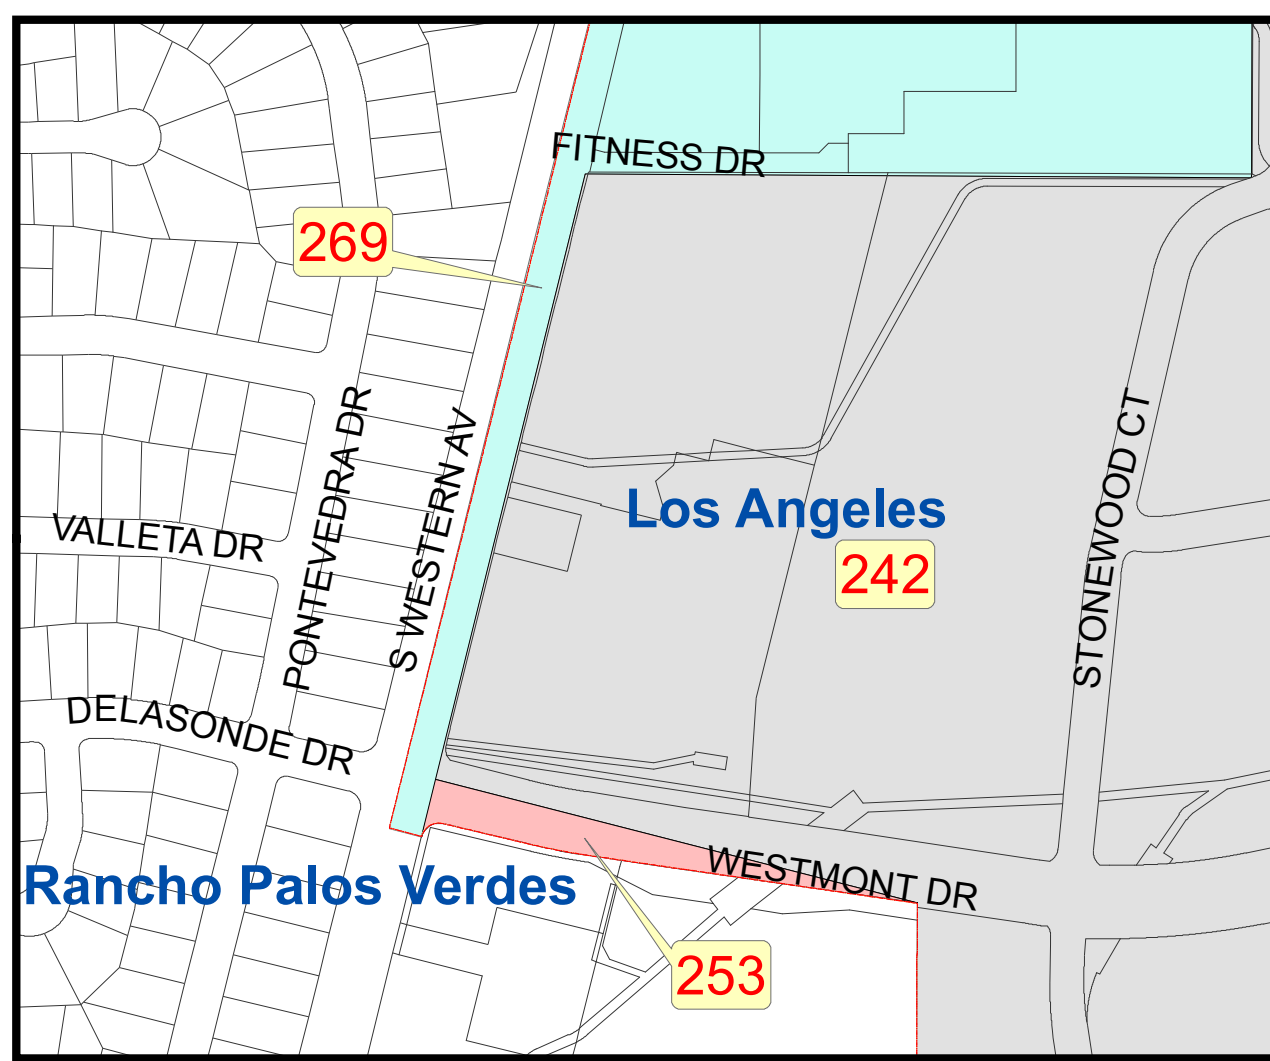 FITNESS DR
269
S WESTERN AV
PONTEVEDRA DR
STONEWOOD CT
Los Angeles
242
VALLETA DR
DELASONDE DR
WESTMONT DR
Rancho Palos Verdes
253